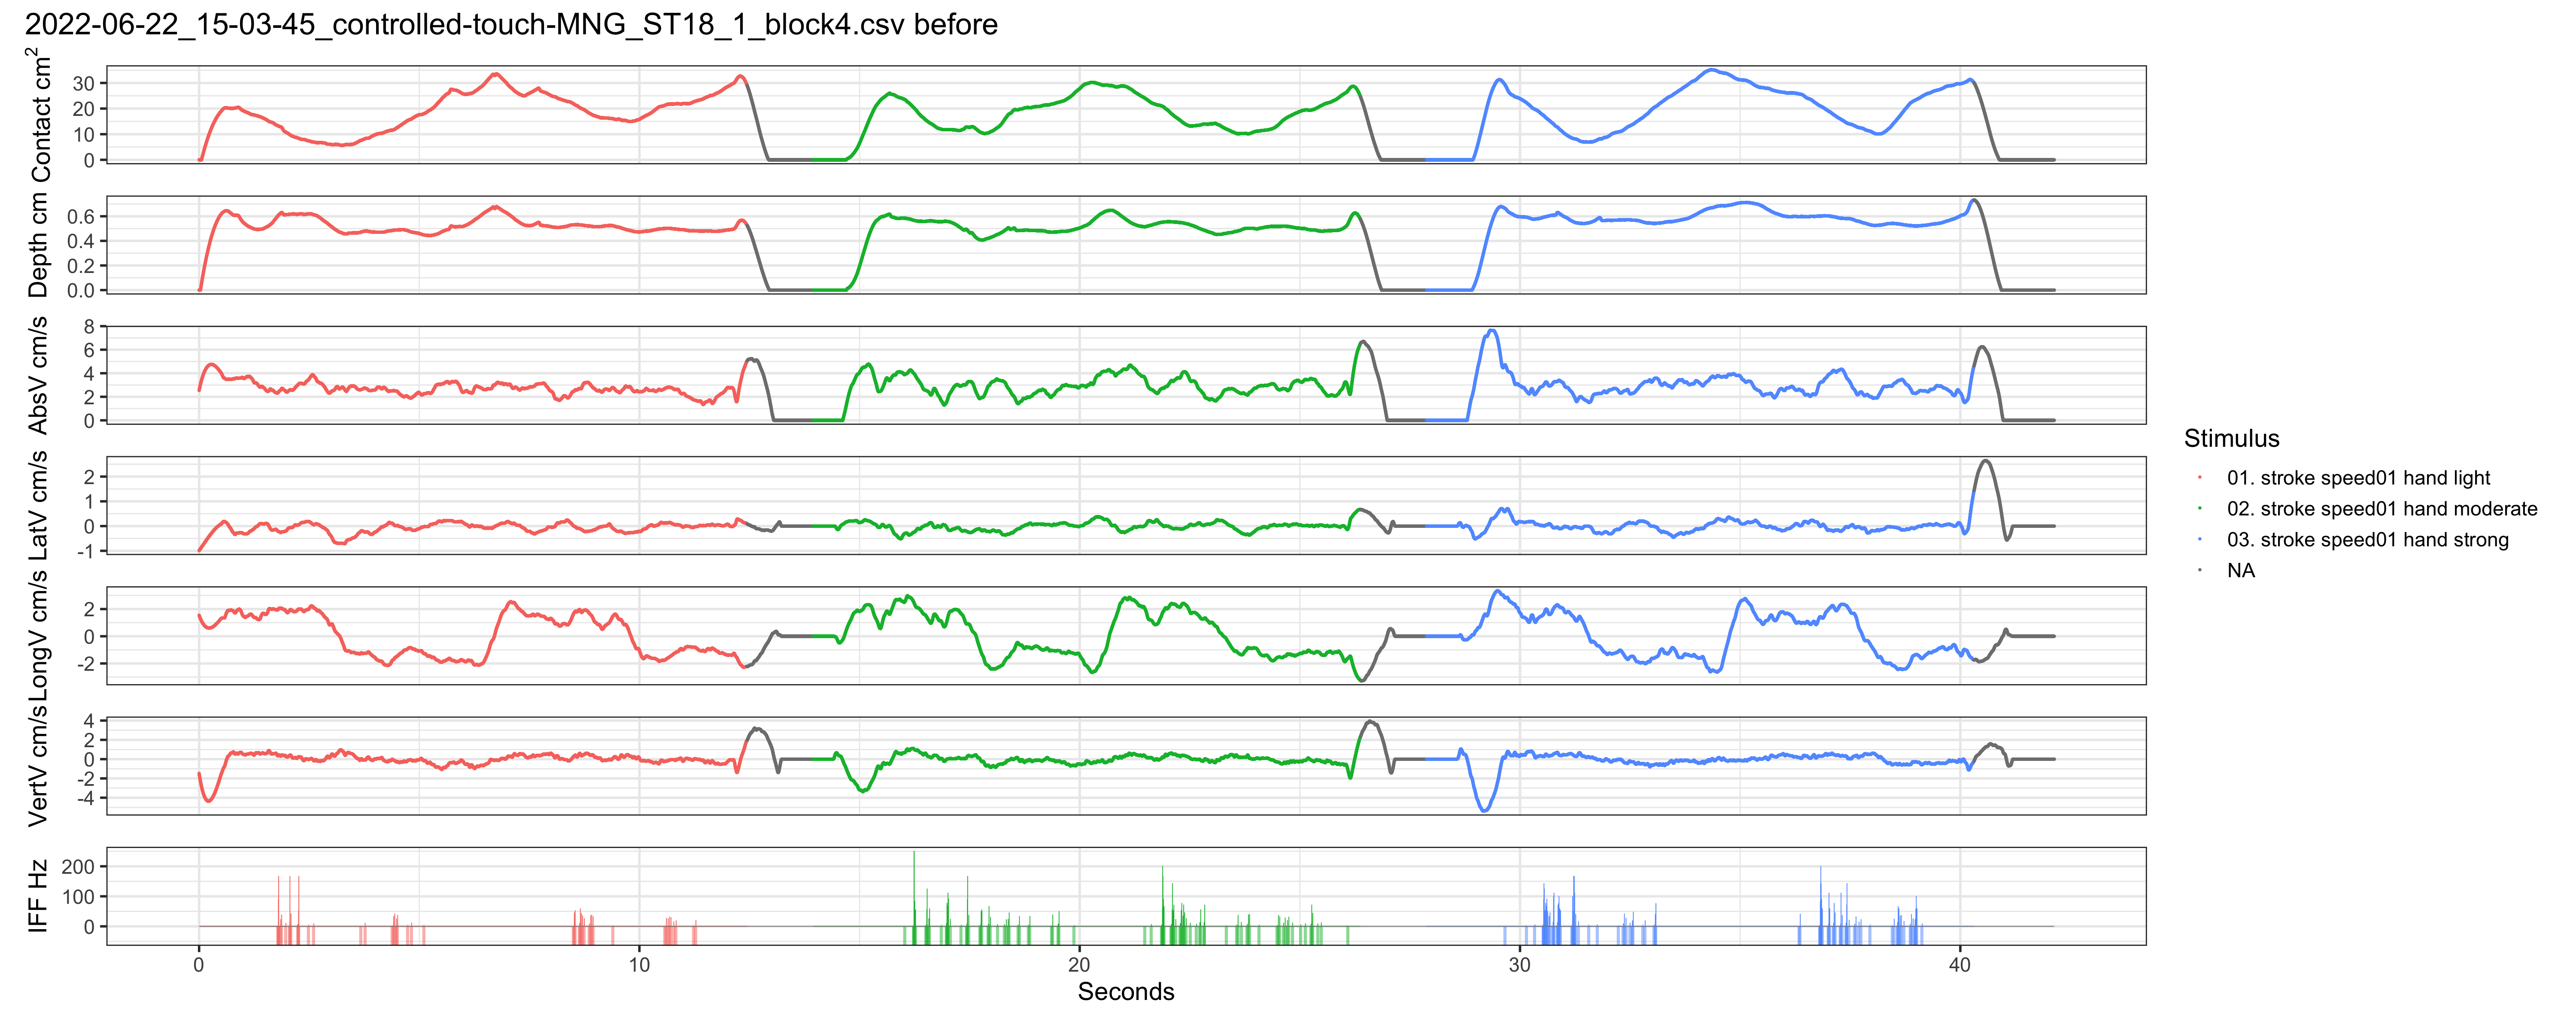 2022-06-22_15-03-45_controlled-touch-MNG_ST18_1_block4.csv before
Contact cm²
30
20
10
0
Depth cm
0.6
0.4
0.2
0.0
AbsV cm/s
8
6
4
2
0
LatV cm/s
2
1
0
-1
LongV cm/s
2
0
-2
VertV cm/s
4
2
0
-2
-4
IFF Hz
200
100
0
0 10 20 30 40
Seconds
Stimulus
01. stroke speed01 hand light
02. stroke speed01 hand moderate
03. stroke speed01 hand strong
NA